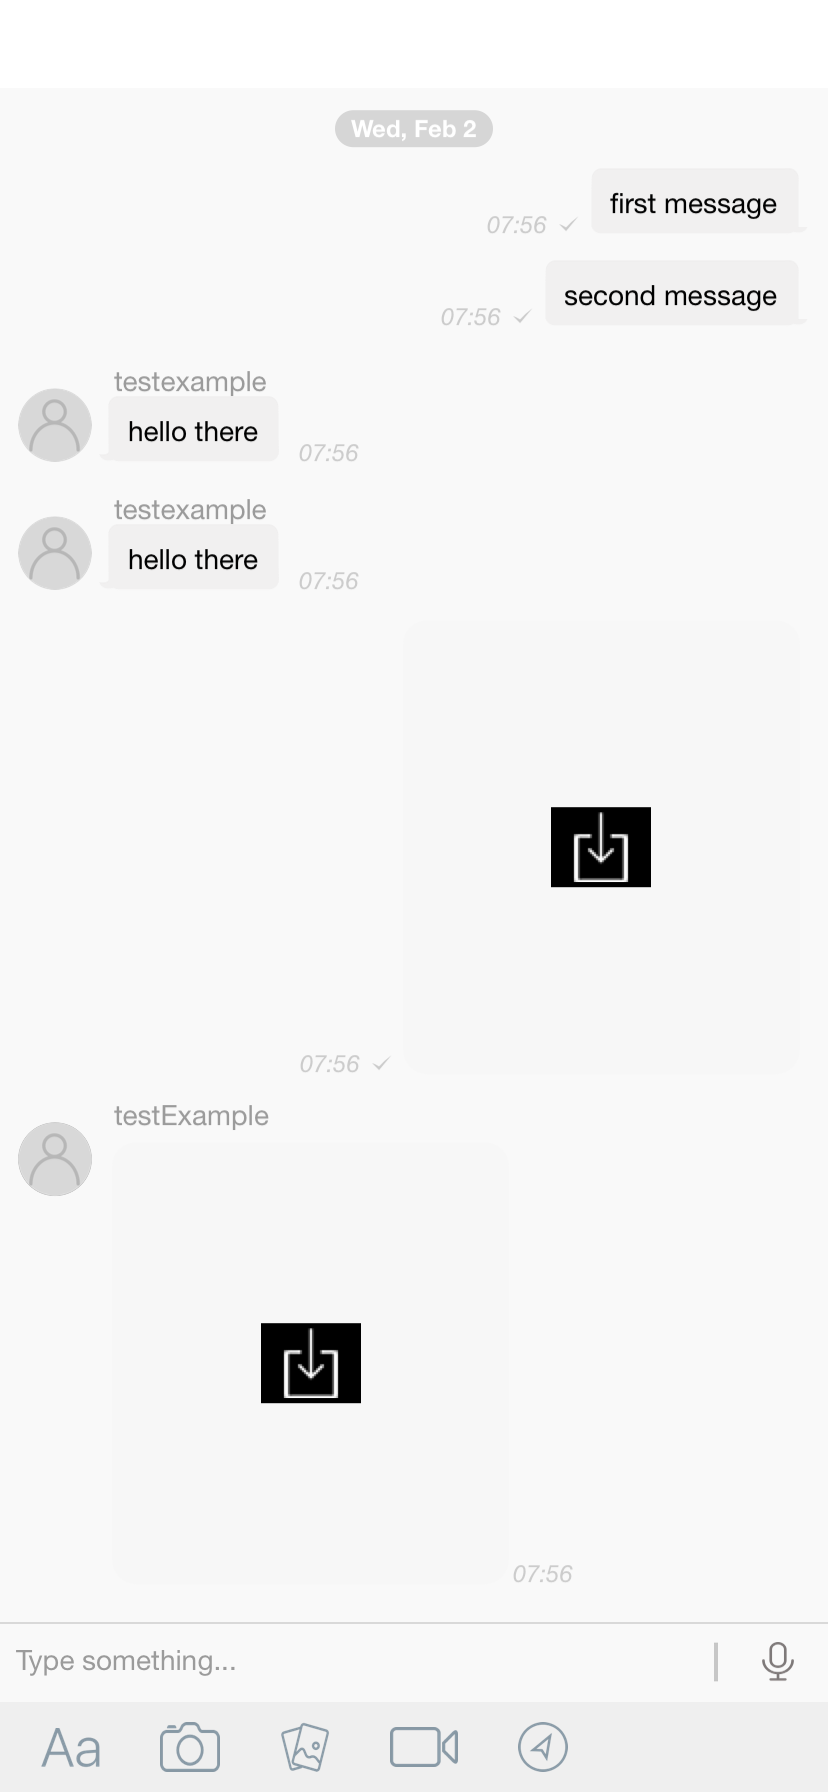 Wed, Feb 2
first message
07:56
second message
07:56
testexample
hello there
07:56
testexample
hello there
07:56
07:56
testExample
07:56
Type something...
Aa